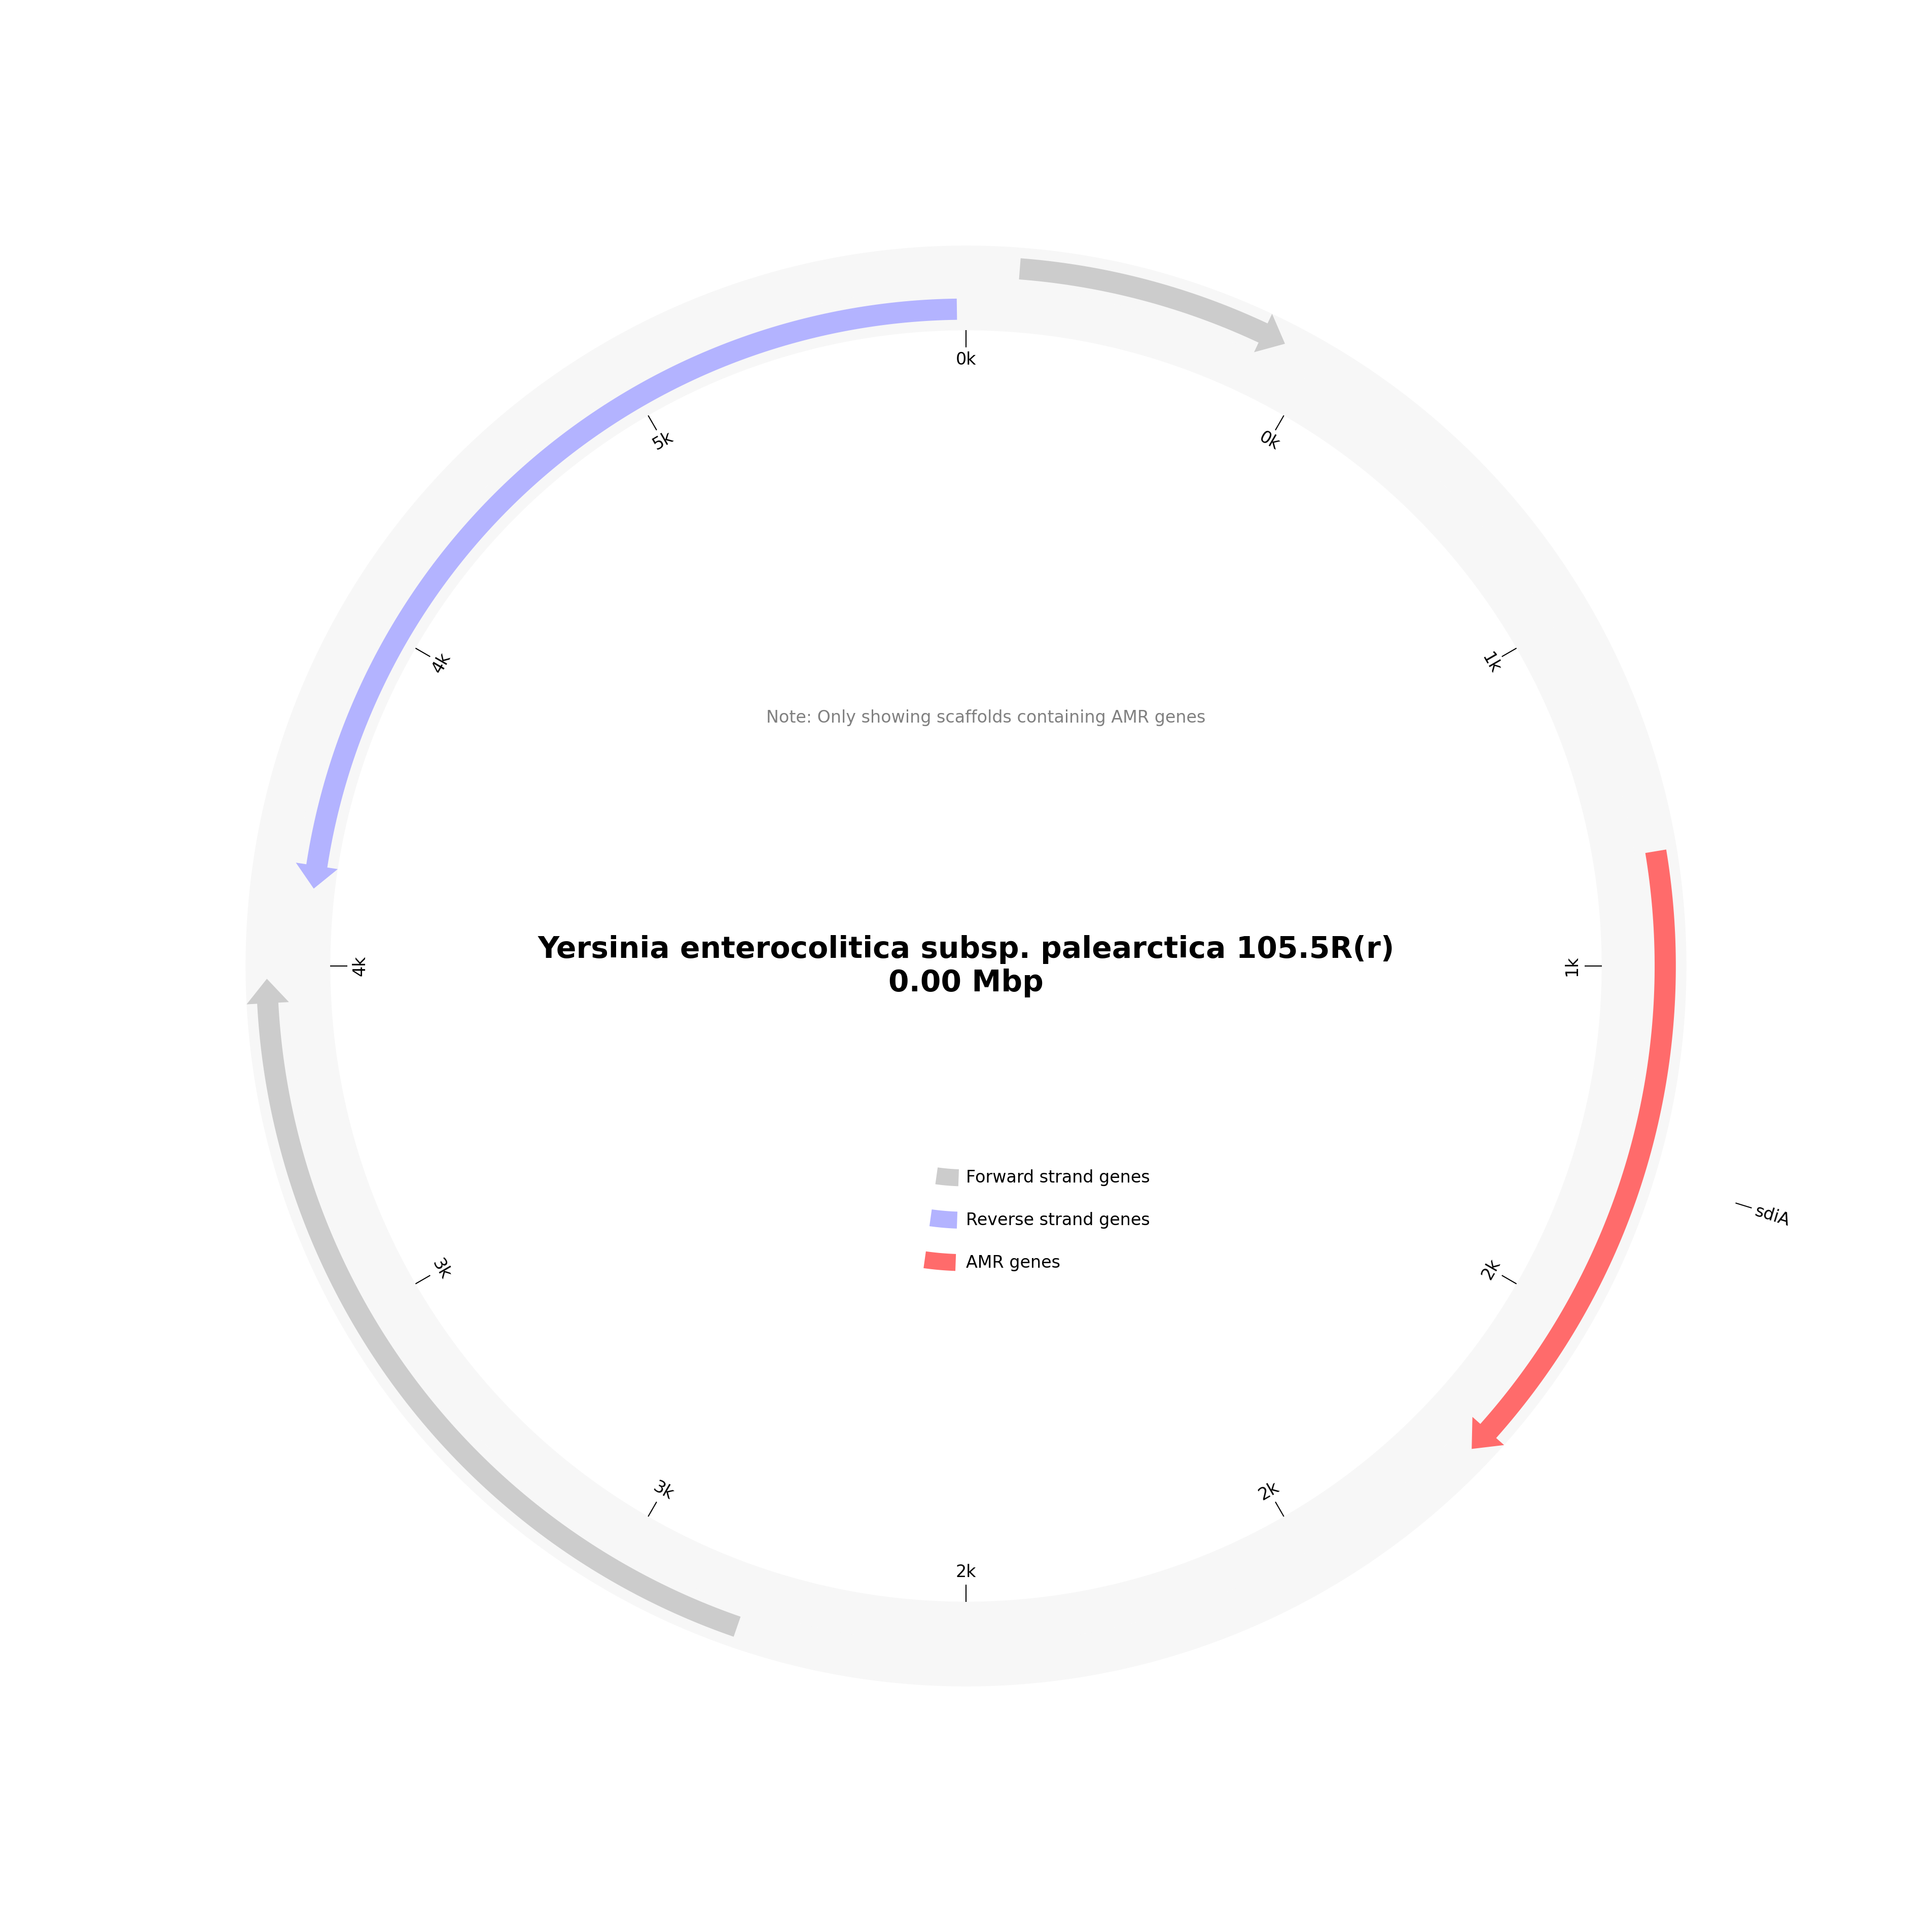 0k
0k
5k
4k
1k
Note: Only showing scaffolds containing AMR genes
Yersinia enterocolitica subsp. palearctica 105.5R(r)
0.00 Mbp
4k
1k
Forward strand genes
Reverse strand genes
AMR genes
sdiA
3k
2k
3k
2k
2k